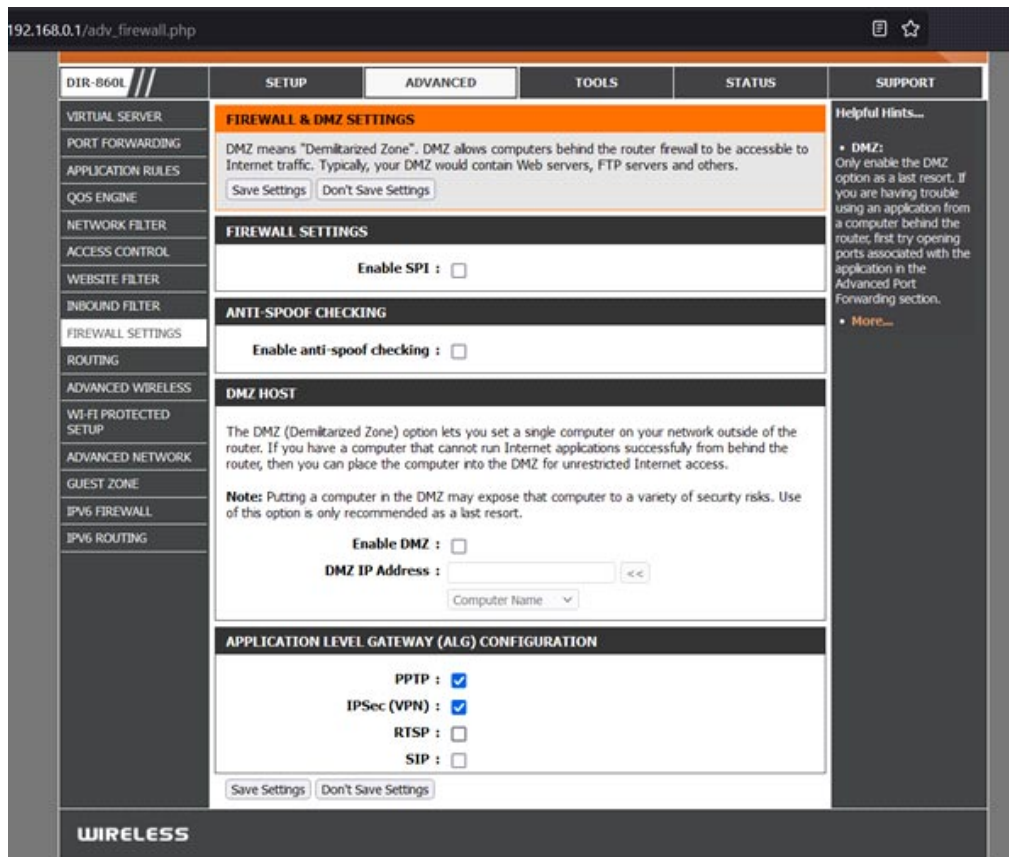 192.168.0.1/adv_firewall.php
DIR-860L
SETUP
ADVANCED
TOOLS
STATUS
SUPPORT
VIRTUAL SERVER
PORT FORWARDING
APPLICATION RULES
QOS ENGINE
NETWORK FILTER
ACCESS CONTROL
WEBSITE FILTER
INBOUND FILTER
FIREWALL SETTINGS
ROUTING
ADVANCED WIRELESS
WI-FI PROTECTED
SETUP
ADVANCED NETWORK
GUEST ZONE
IPV6 FIREWALL
IPV6 ROUTING
FIREWALL & DMZ SETTINGS
DMZ means "Demilitarized Zone". DMZ allows computers behind the router firewall to be accessible to
Internet traffic. Typically, your DMZ would contain Web servers, FTP servers and others.
Save Settings Don't Save Settings
FIREWALL SETTINGS
Enable SPI :
ANTI-SPOOF CHECKING
Enable anti-spoof checking :
DMZ HOST
The DMZ (Demilitarized Zone) option lets you set a single computer on your network outside of the
router. If you have a computer that cannot run Internet applications successfully from behind the
router, then you can place the computer into the DMZ for unrestricted Internet access.
Note: Putting a computer in the DMZ may expose that computer to a variety of security risks. Use
of this option is only recommended as a last resort.
Enable DMZ :
DMZ IP Address : <<
Computer Name
APPLICATION LEVEL GATEWAY (ALG) CONFIGURATION
PPTP :
IPSec (VPN) :
RTSP :
SIP :
Save Settings Don't Save Settings
Helpful Hints...
• DMZ:
Only enable the DMZ
option as a last resort. If
you are having trouble
using an application from
a computer behind the
router, first try opening
ports associated with the
application in the
Advanced Port
Forwarding section.
• More...
WIRELESS